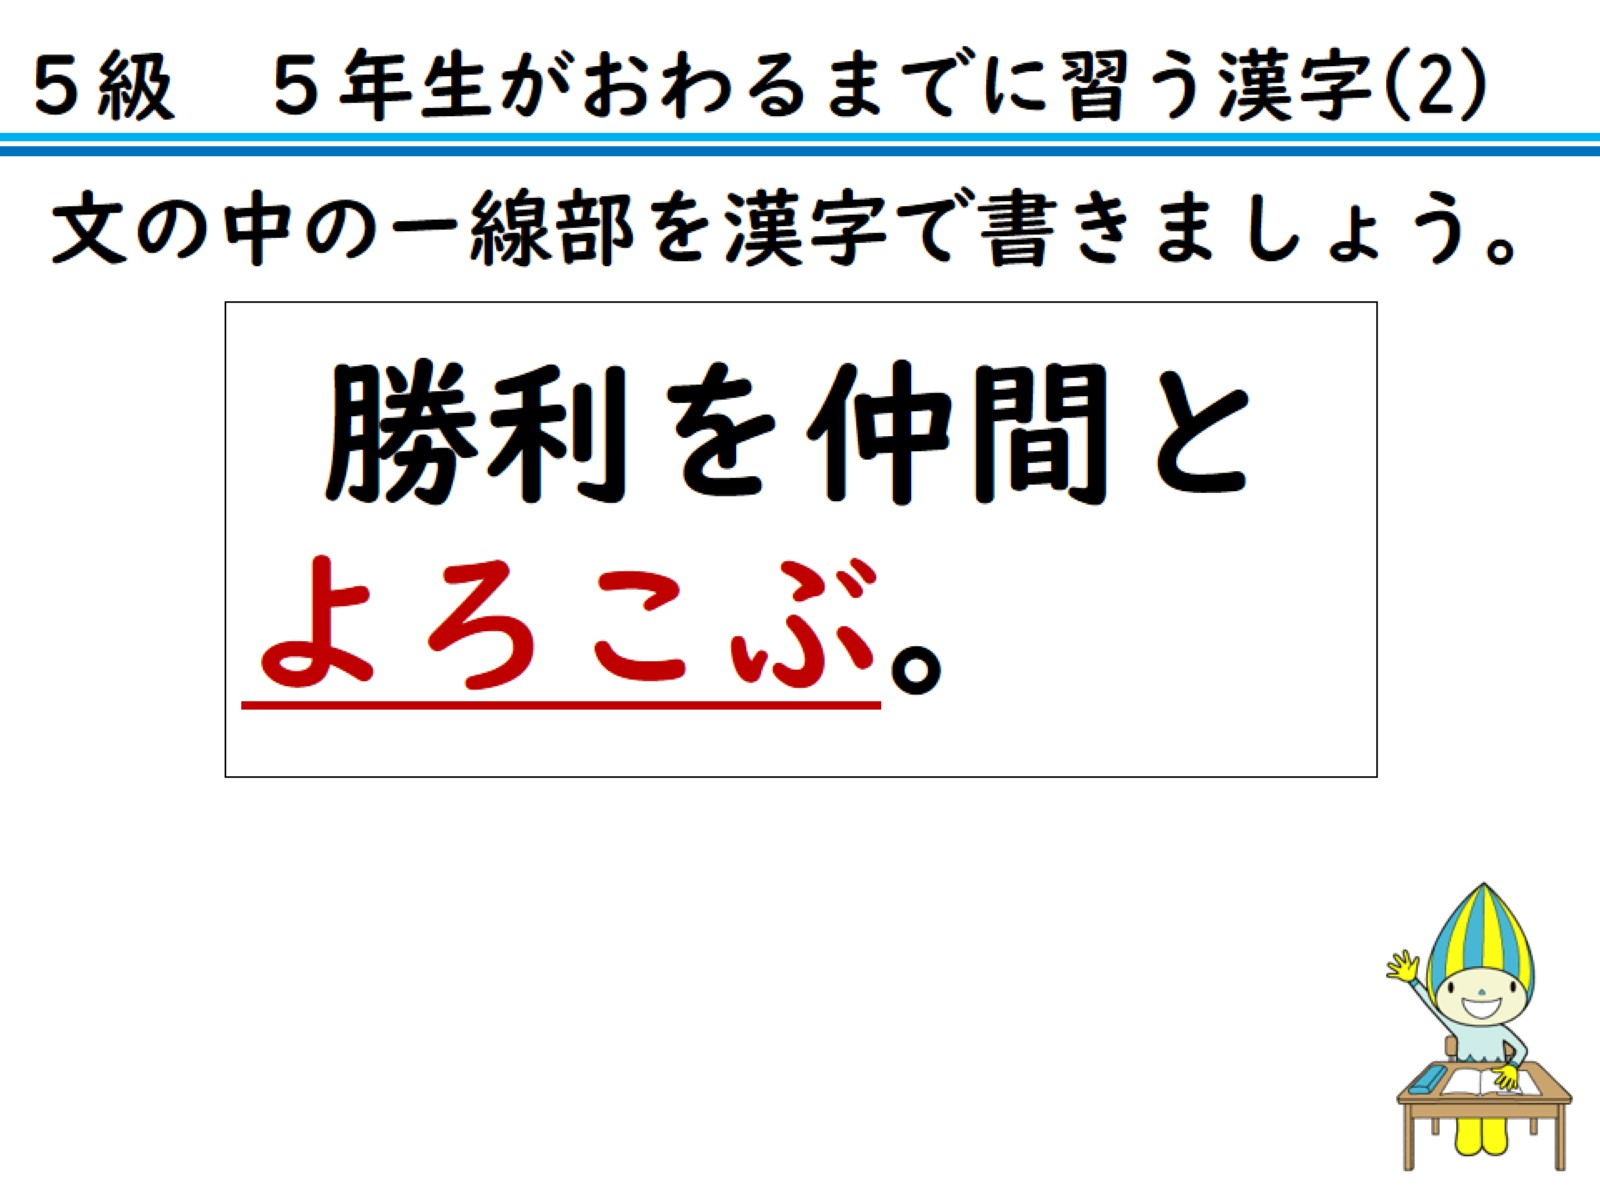 ５級　５年生がおわるまでに習う漢字(2)
文の中の―線部を漢字で書きましょう。
勝利を仲間と
よろこぶ。